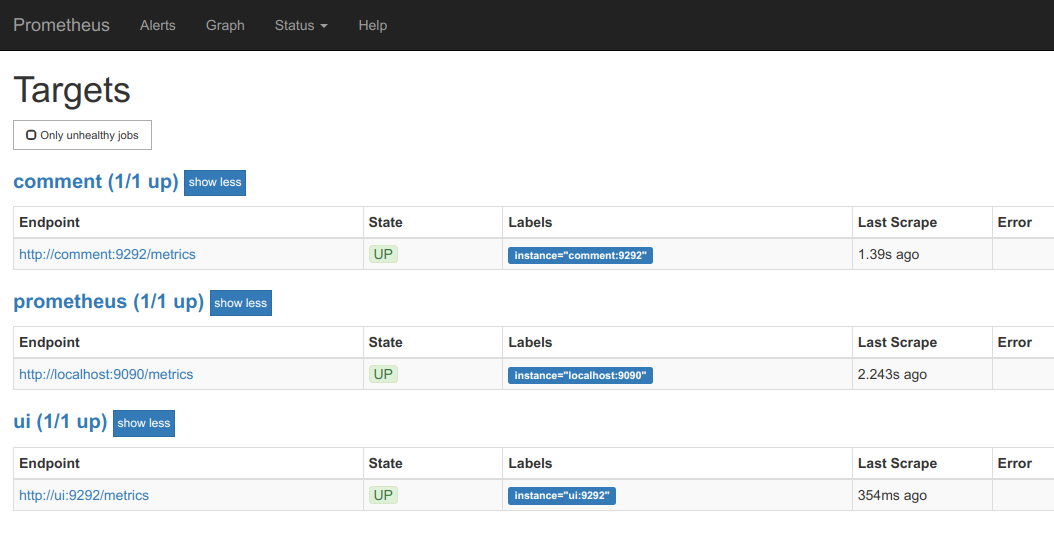 Prometheus Alerts Graph Status Help
Targets
Only unhealthy jobs
comment (1/1 up) show less
Endpoint State Labels Last Scrape Error
http://comment:9292/metrics UP instance="comment:9292" 1.39s ago
prometheus (1/1 up) show less
Endpoint State Labels Last Scrape Error
http://localhost:9090/metrics UP instance="localhost:9090" 2.243s ago
ui (1/1 up) show less
Endpoint State Labels Last Scrape Error
http://ui:9292/metrics UP instance="ui:9292" 354ms ago